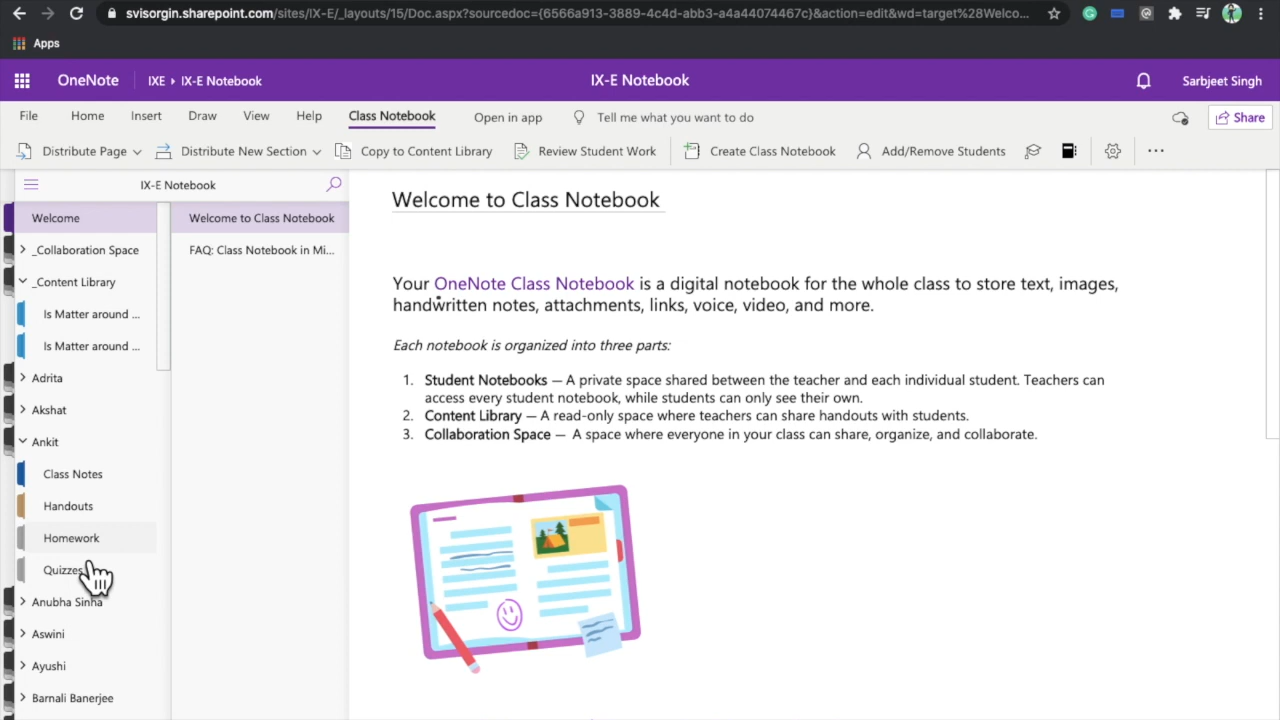 svisorgin.sharepoint.com/sites/IX-E/_layouts/15/Doc.aspx?sourcedoc={6566a913-3889-4c4d-abb3-a4a44074467c}&action=edit&wd=target%28Welco...
Apps
OneNote IXE ▸ IX-E Notebook
IX-E Notebook
Sarbjeet Singh
File Home Insert Draw View Help Class Notebook Open in app Tell me what you want to do Share
Distribute Page Distribute New Section Copy to Content Library Review Student Work Create Class Notebook Add/Remove Students ...
IX-E Notebook
Welcome
_Collaboration Space
_Content Library
Is Matter around ...
Is Matter around ...
Adrita
Akshat
Ankit
Class Notes
Handouts
Homework
Quizzes
Anubha Sinha
Aswini
Ayushi
Barnali Banerjee
Welcome to Class Notebook
FAQ: Class Notebook in Mi...
Welcome to Class Notebook
Your OneNote Class Notebook is a digital notebook for the whole class to store text, images,
handwritten notes, attachments, links, voice, video, and more.
Each notebook is organized into three parts:
1. Student Notebooks — A private space shared between the teacher and each individual student. Teachers can
access every student notebook, while students can only see their own.
2. Content Library — A read-only space where teachers can share handouts with students.
3. Collaboration Space — A space where everyone in your class can share, organize, and collaborate.